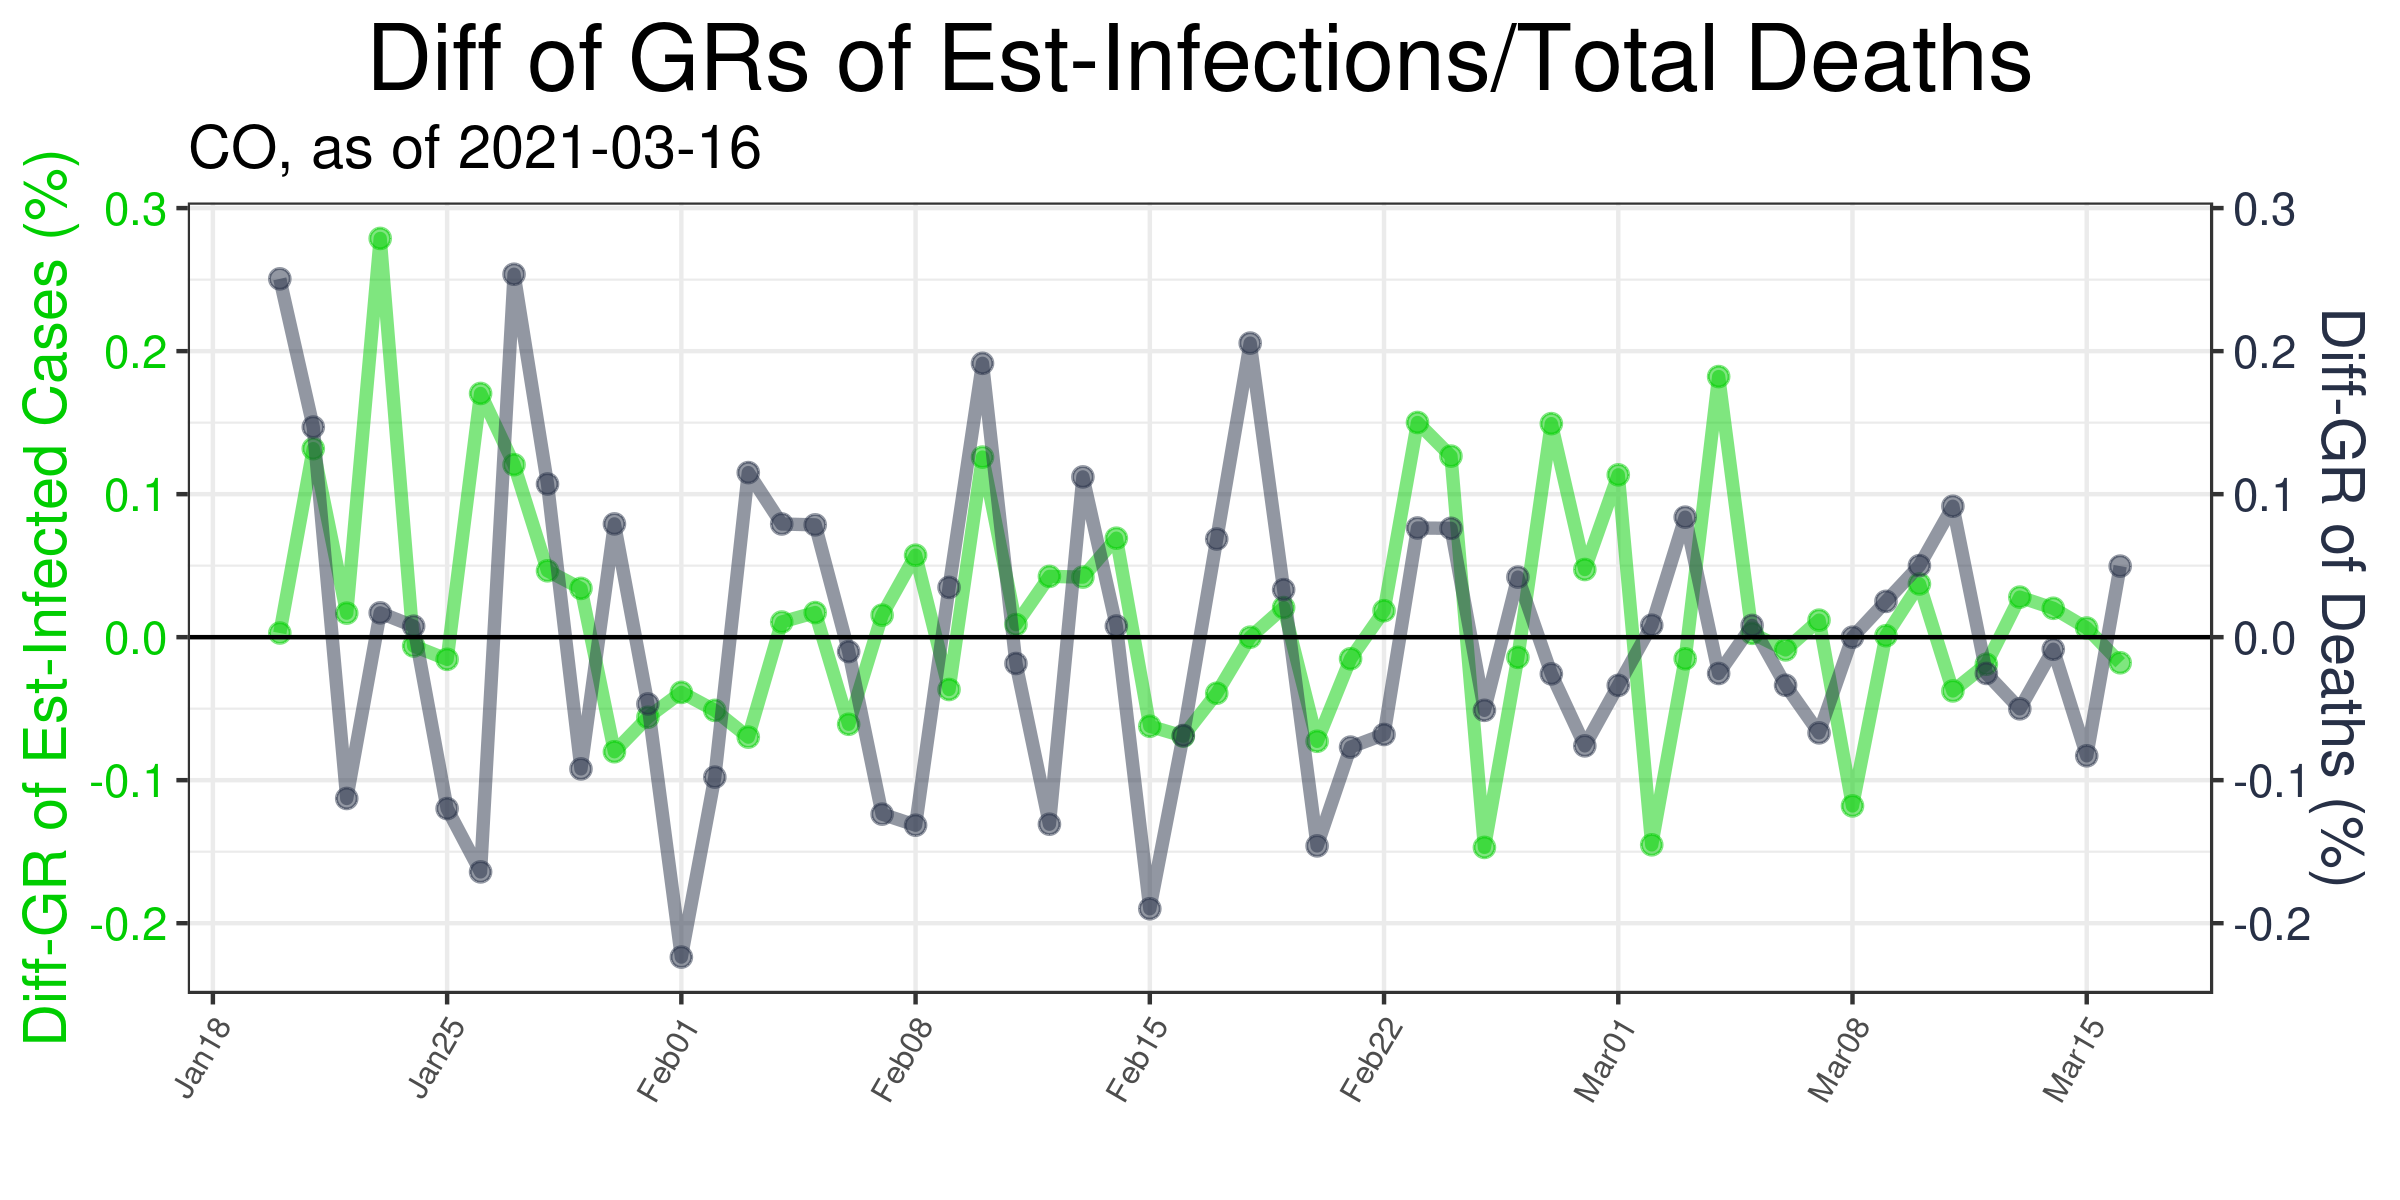 Diff of GRs of Est-Infections/Total Deaths
CO, as of 2021-03-16
Diff-GR of Est-Infected Cases (%)
0.3
0.2
0.1
0.0
-0.1
-0.2
0.3
0.2
0.1
0.0
-0.1
-0.2
Diff-GR of Deaths (%)
Jan18
Jan25
Feb01
Feb08
Feb15
Feb22
Mar01
Mar08
Mar15